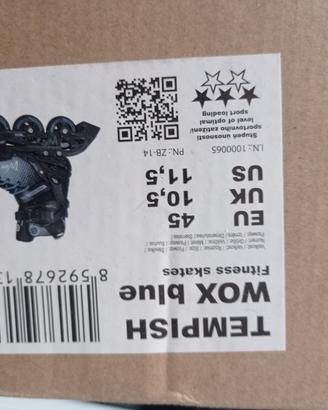 TEMPISH
WOX blue
Fitness skates
EU 45
UK 10,5
US 11,5
LN.: 1000065 PN.: ZB-14
Stupeň únosnosti
sportovního zatížení
level of optimal
sport loading
8 592678 1